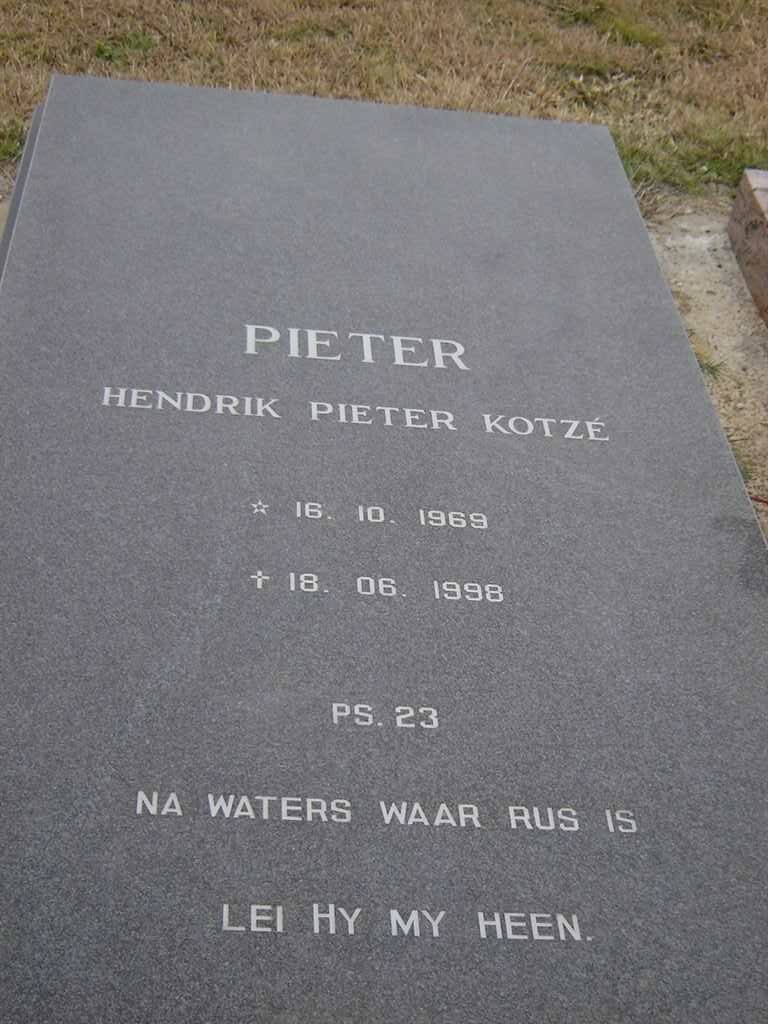 PIETER
HENDRIK PIETER KOTZÉ
☆ 16. 10. 1969
✝ 18. 06. 1998
PS. 23
NA WATERS WAAR RUS IS
LEI HY MY HEEN.